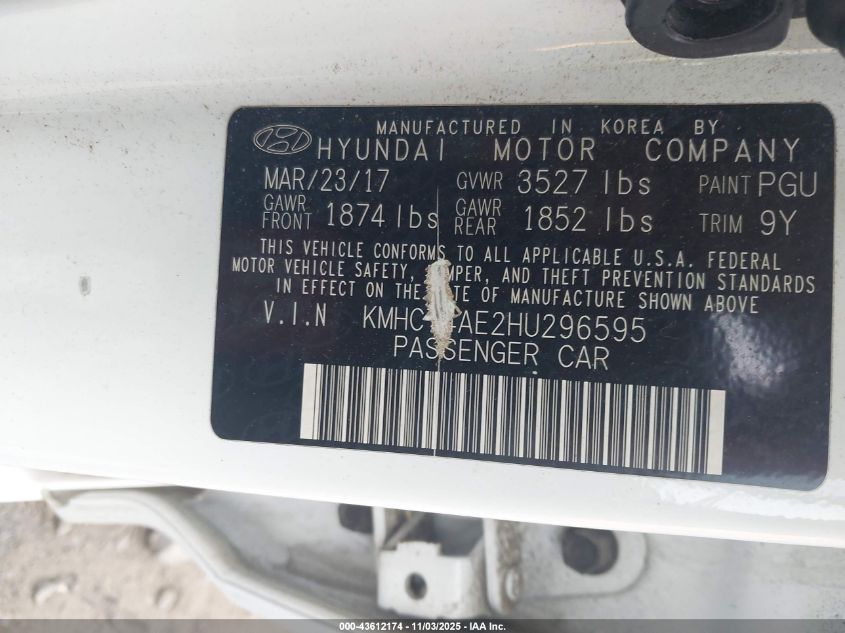 MANUFACTURED IN KOREA BY
HYUNDAI MOTOR COMPANY
MAR/23/17 GVWR 3527 lbs PAINT PGU
GAWR FRONT 1874 lbs GAWR REAR 1852 lbs TRIM 9Y
THIS VEHICLE CONFORMS TO ALL APPLICABLE U.S.A. FEDERAL
MOTOR VEHICLE SAFETY, AND THEFT PREVENTION STANDARDS
IN EFFECT ON THE OF MANUFACTURE SHOWN ABOVE
V.I.N
PASSENGER CAR
000-43612174 | 11/03/2025 | IAA, Inc.